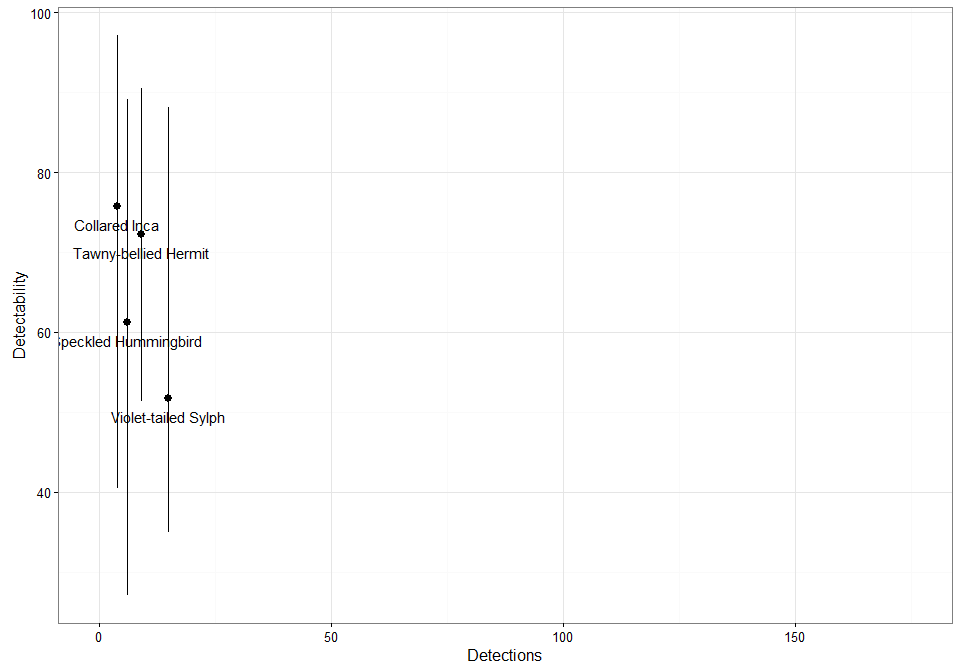 100
80
60
40
Detectability
Collared Inca
Tawny-bellied Hermit
Speckled Hummingbird
Violet-tailed Sylph
0
50
100
150
Detections